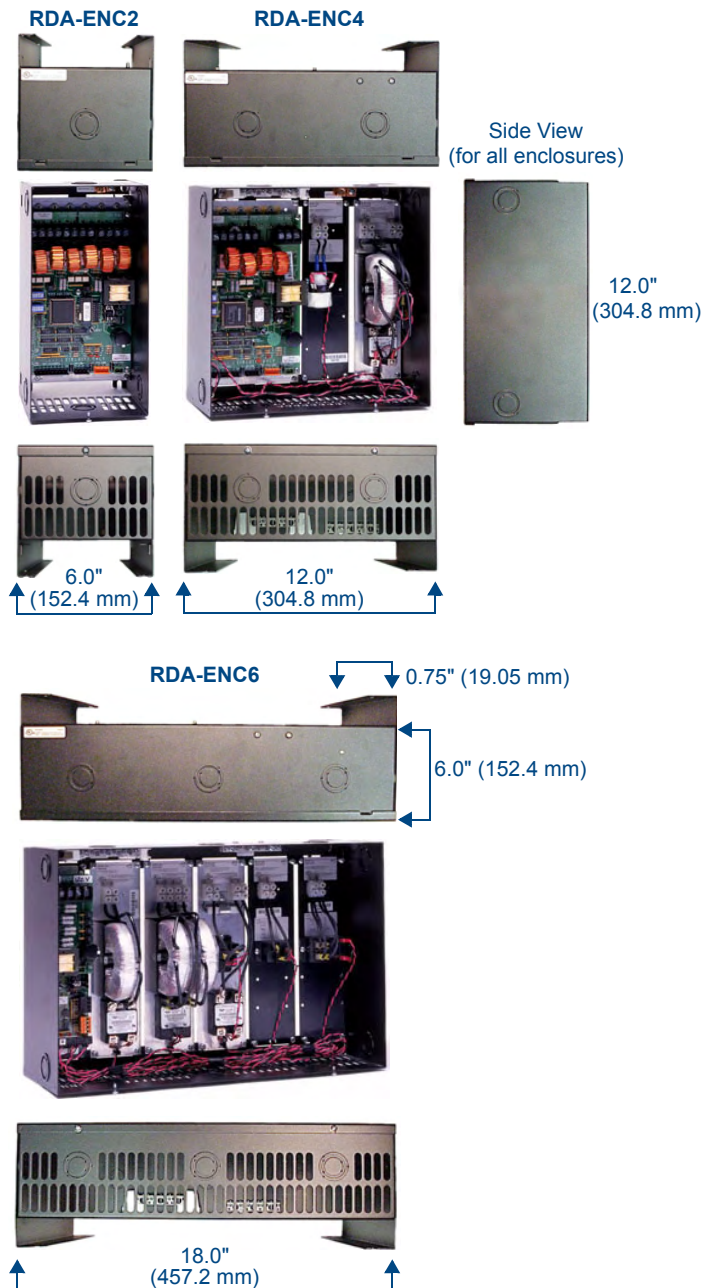 RDA-ENC2
RDA-ENC4
Side View
(for all enclosures)
12.0"
(304.8 mm)
6.0"
(152.4 mm)
12.0"
(304.8 mm)
RDA-ENC6
0.75" (19.05 mm)
6.0" (152.4 mm)
18.0"
(457.2 mm)